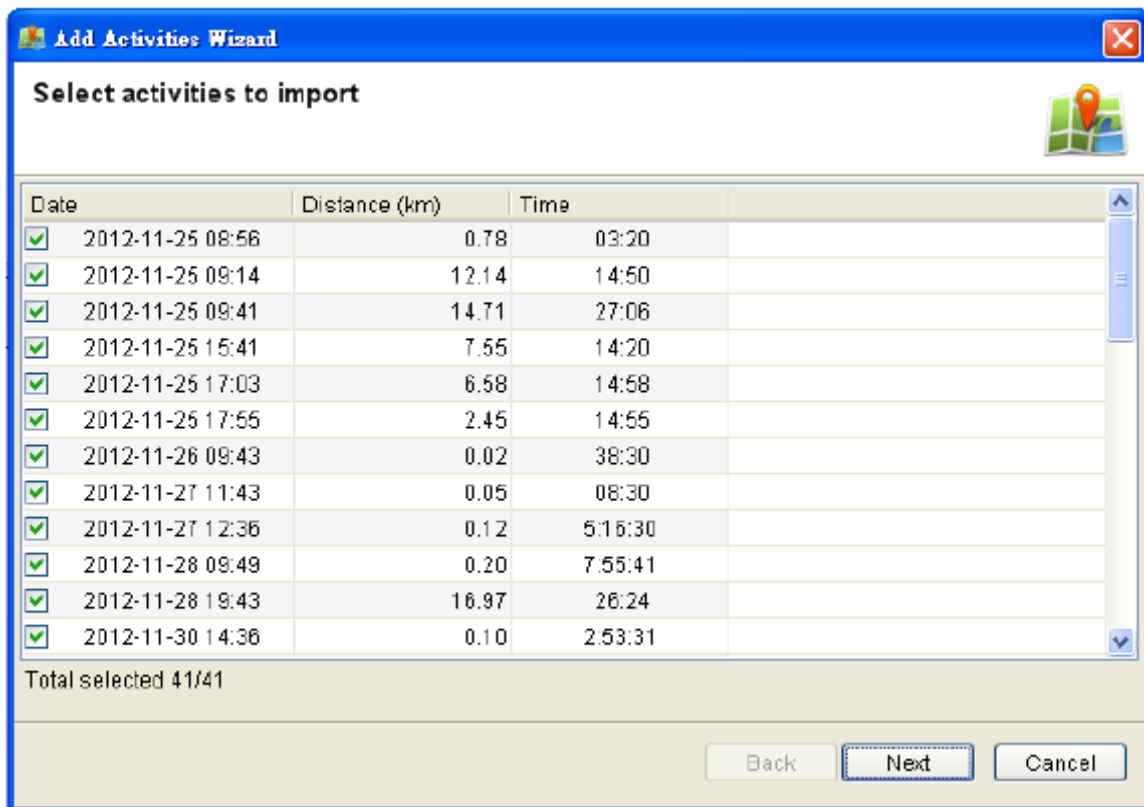 Add Activities Wizard
Select activities to import
Date Distance (km) Time
2012-11-25 08:56 0.78 03:20
2012-11-25 09:14 12.14 14:50
2012-11-25 09:41 14.71 27:06
2012-11-25 15:41 7.55 14:20
2012-11-25 17:03 6.58 14:58
2012-11-25 17:55 2.45 14:55
2012-11-26 09:43 0.02 38:30
2012-11-27 11:43 0.05 08:30
2012-11-27 12:36 0.12 5:16:30
2012-11-28 09:49 0.20 7:55:41
2012-11-28 19:43 16.97 26:24
2012-11-30 14:36 0.10 2:53:31
Total selected 41/41
Back Next Cancel